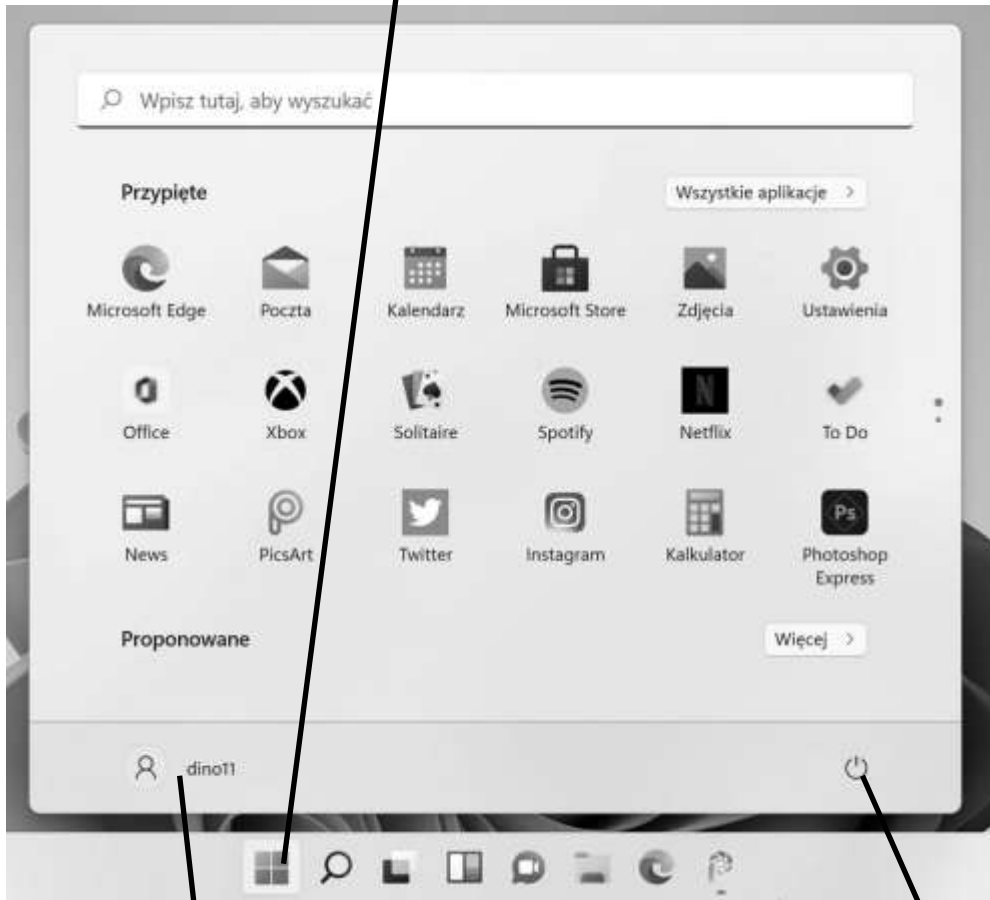 Wpisz tutaj, aby wyszukać
Przypięte
Wszystkie aplikacje >
Microsoft Edge
Poczta
Kalendarz
Microsoft Store
Zdjęcia
Ustawienia
Office
Xbox
Solitaire
Spotify
N
Netflix
To Do
News
PicsArt
Twitter
Instagram
Kalkulator
Ps
Photoshop
Express
Proponowane
Więcej >
dino11